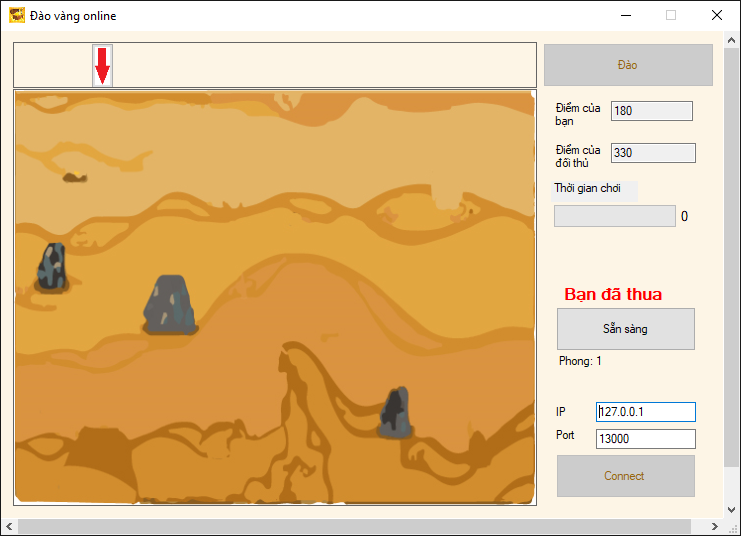 Đào vàng online
Đào
Điểm của
bạn
180
Điểm của
đối thủ
330
Thời gian chơi
0
Bạn đã thua
Sẵn sàng
Phong: 1
IP
127.0.0.1
Port
13000
Connect